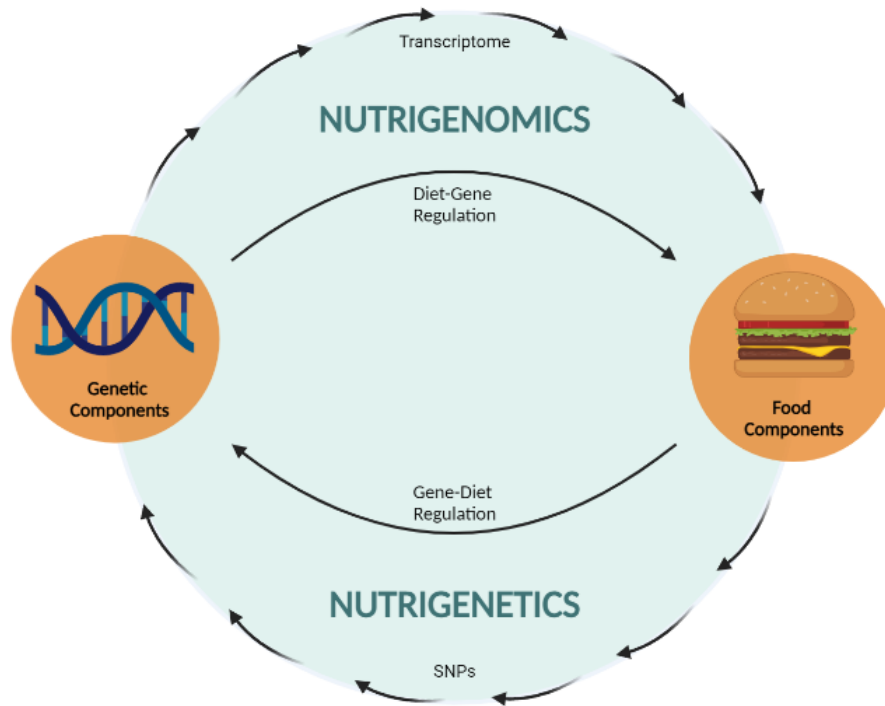 Transcriptome
NUTRIGENOMICS
Diet-Gene
Regulation
Genetic
Components
Food
Components
Gene-Diet
Regulation
NUTRIGENETICS
SNPs